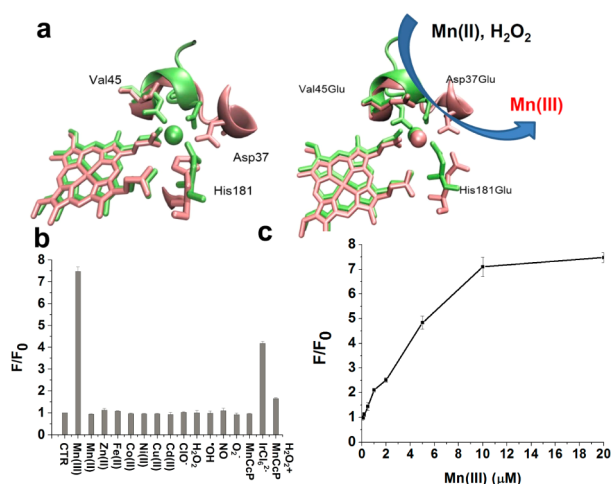 a
Val45
Asp37
His181
Mn(II), H₂O₂
Val45Glu
Asp37Glu
Mn(III)
His181Glu
b
F/F₀
8
7
6
5
4
3
2
1
0
CTR
Mn(III)
Mn(II)
Zn(II)
Fe(II)
Co(II)
Ni(II)
Cu(II)
Cd(II)
ClO⁻
H₂O₂
•OH
NO
O₂⁻
MnCcP
IrCl₆²⁻
MnCcP
H₂O₂+
c
F/F₀
8
7
6
5
4
3
2
1
0
0 2 4 6 8 10 12 14 16 18 20
Mn(III) (μM)